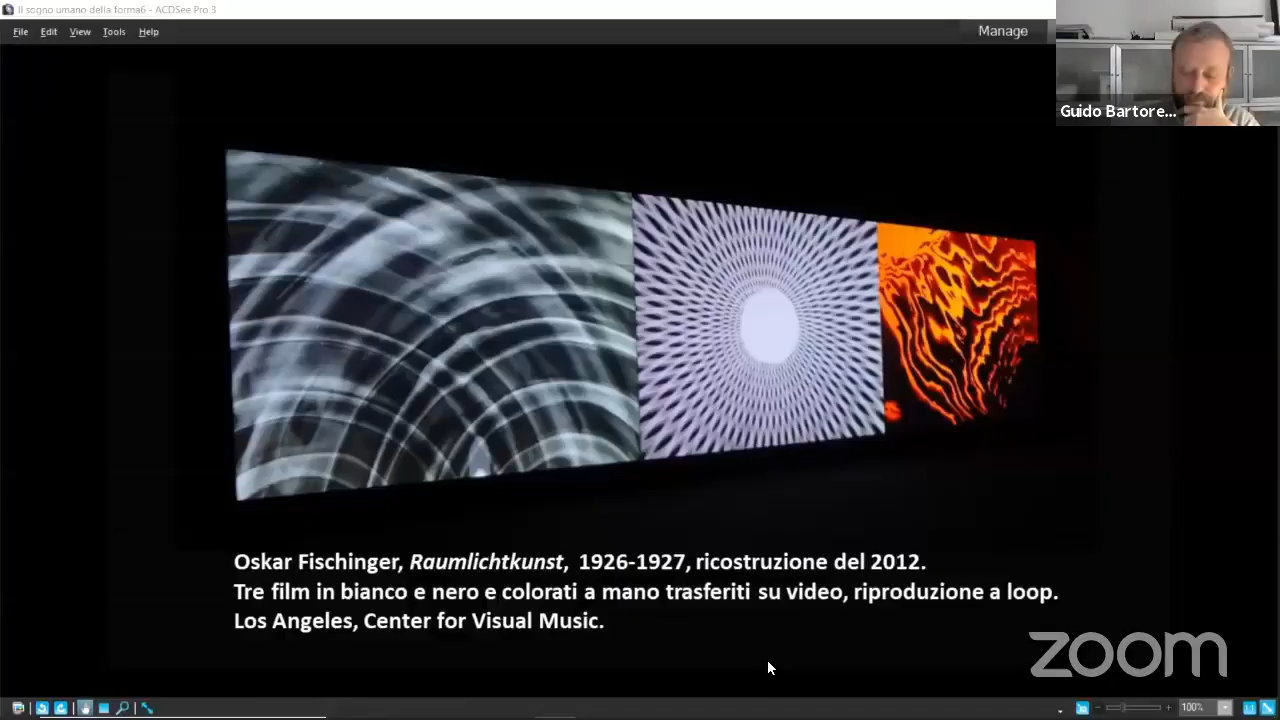 Il sogno umano della forma6 - ACDSee Pro 3
File Edit View Tools Help
Manage
Guido Bartore...
Oskar Fischinger, Raumlichtkunst, 1926-1927, ricostruzione del 2012.
Tre film in bianco e nero e colorati a mano trasferiti su video, riproduzione a loop.
Los Angeles, Center for Visual Music.
zoom
100%